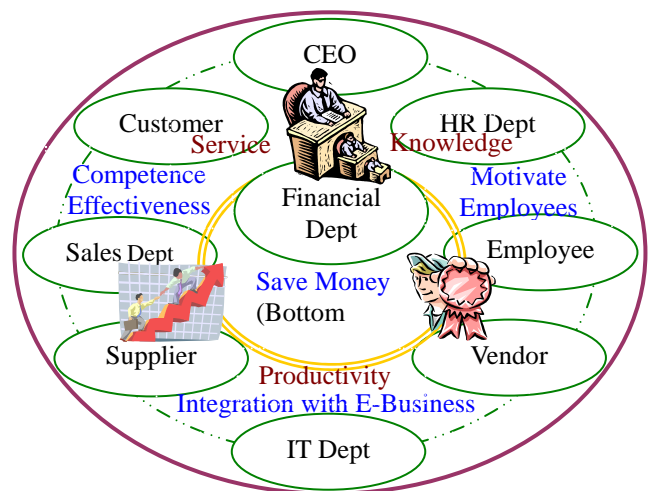 CEO
Customer
HR Dept
Service
Knowledge
Competence
Effectiveness
Motivate
Employees
Financial
Dept
Sales Dept
Employee
Save Money
(Bottom
Supplier
Vendor
Productivity
Integration with E-Business
IT Dept